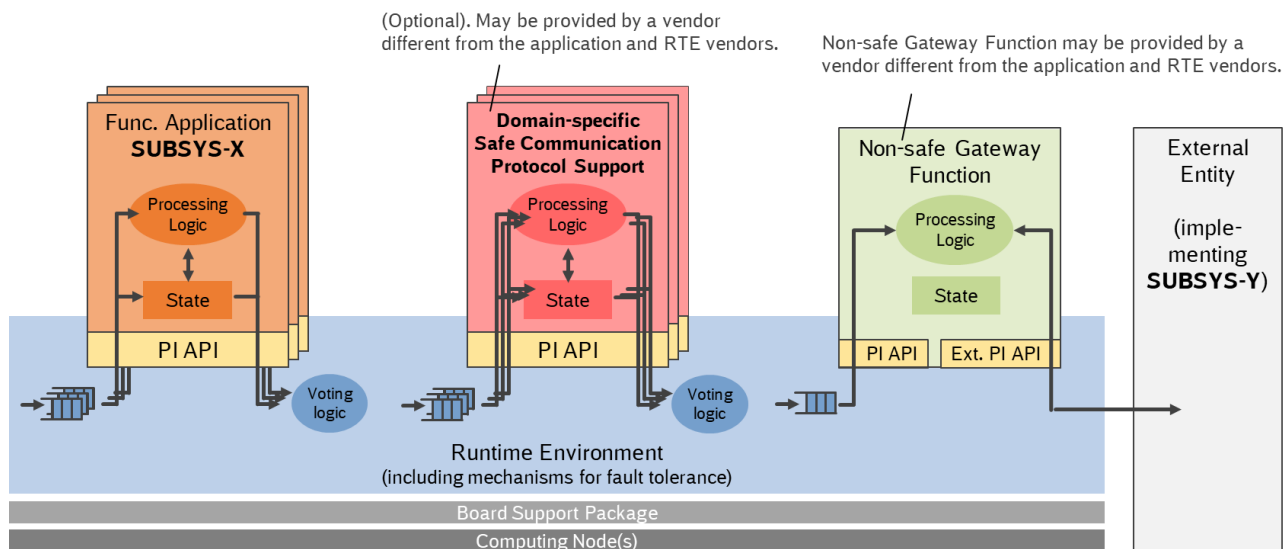 (Optional). May be provided by a vendor
different from the application and RTE vendors.
Non-safe Gateway Function may be provided by a
vendor different from the application and RTE vendors.
Func. Application
SUBSYS-X
Processing
Logic
State
PI API
Voting
logic
Domain-specific
Safe Communication
Protocol Support
Processing
Logic
State
PI API
Voting
logic
Non-safe Gateway
Function
Processing
Logic
State
PI API
Ext. PI API
External
Entity
(imple-
menting
SUBSYS-Y)
Runtime Environment
(including mechanisms for fault tolerance)
Board Support Package
Computing Node(s)